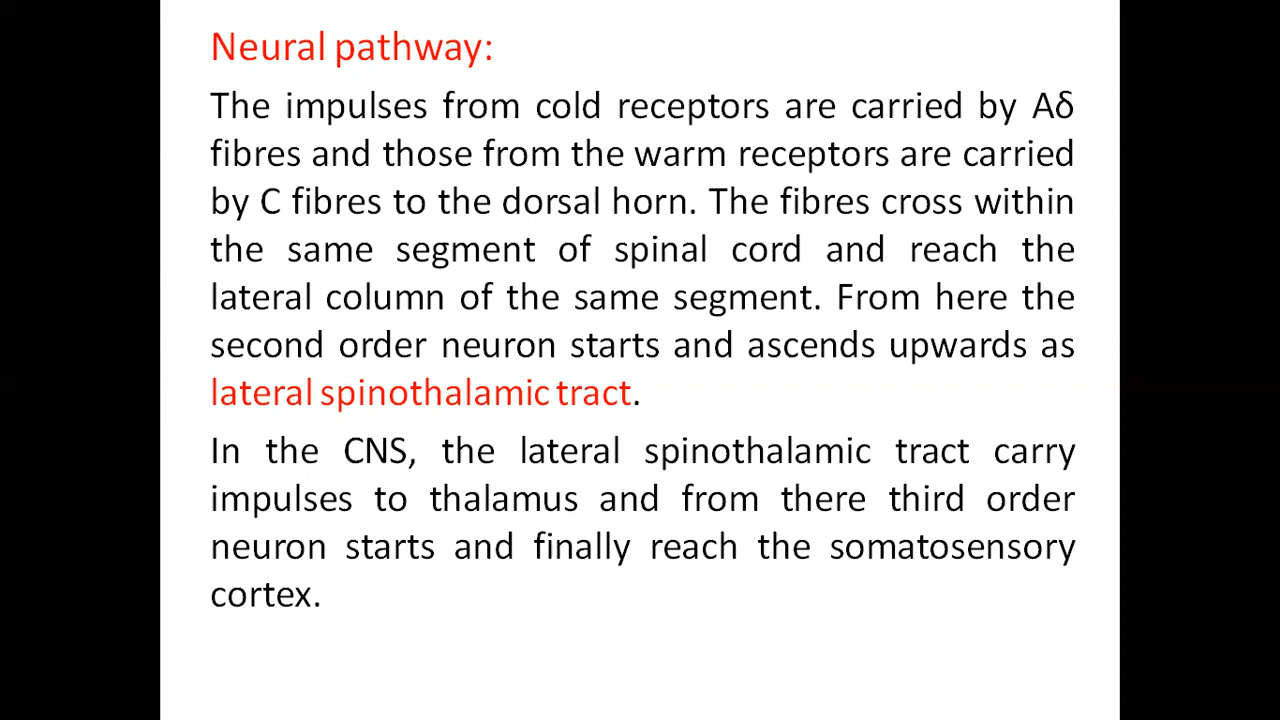 Neural pathway:
The impulses from cold receptors are carried by Aδ
fibres and those from the warm receptors are carried
by C fibres to the dorsal horn. The fibres cross within
the same segment of spinal cord and reach the
lateral column of the same segment. From here the
second order neuron starts and ascends upwards as
lateral spinothalamic tract.
In the CNS, the lateral spinothalamic tract carry
impulses to thalamus and from there third order
neuron starts and finally reach the somatosensory
cortex.